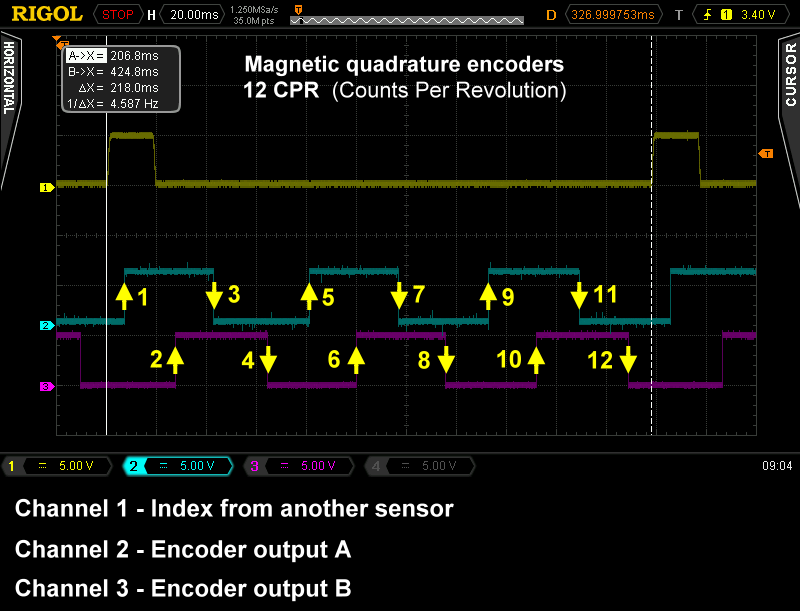 RIGOL STOP H 20.00ms 1.250MSa/s 35.0M pts T D 326.999753ms T 1 3.40 V
HORIZONTAL
CURSOR
T
A->X = 206.8ms
B->X = 424.8ms
ΔX = 218.0ms
1/ΔX = 4.587 Hz
Magnetic quadrature encoders
12 CPR (Counts Per Revolution)
T
1
1 3 5 7 9 11
2
2 4 6 8 10 12
3
1 = 5.00 V 2 = 5.00 V 3 = 5.00 V 4 = 5.00 V 09:04
Channel 1 - Index from another sensor
Channel 2 - Encoder output A
Channel 3 - Encoder output B